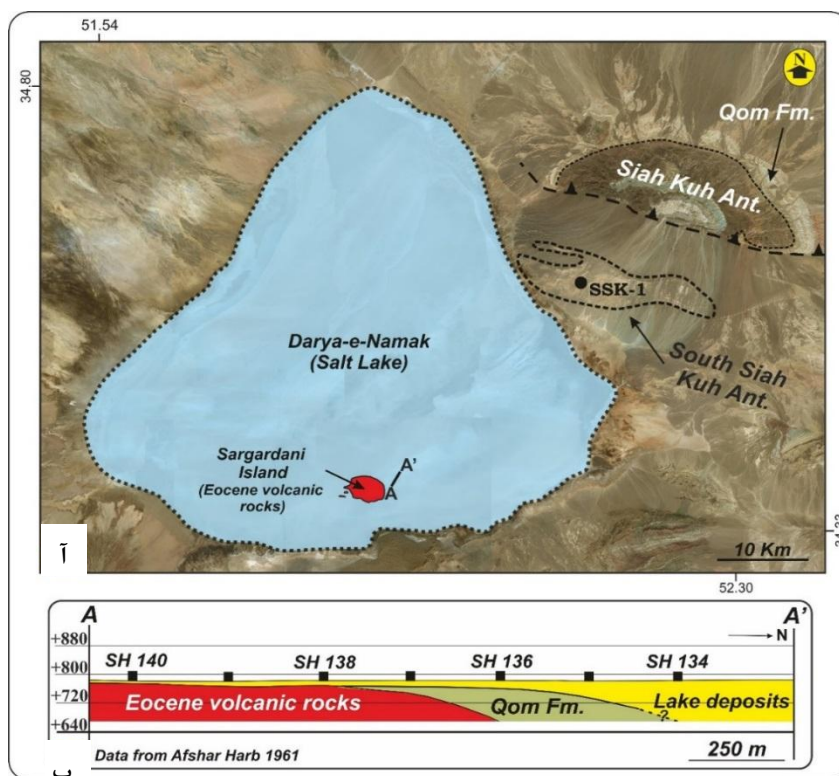 51.54
34.80
N
Qom Fm.
Siah Kuh Ant.
SSK-1
South Siah
Kuh Ant.
Darya-e-Namak
(Salt Lake)
Sargardani
Island
(Eocene volcanic
rocks)
A'
A
10 Km
52.30
آ
A
A'
+880
+800
+720
+640
N
SH 140
SH 138
SH 136
SH 134
Eocene volcanic rocks
Qom Fm.
-?
Lake deposits
Data from Afshar Harb 1961
250 m